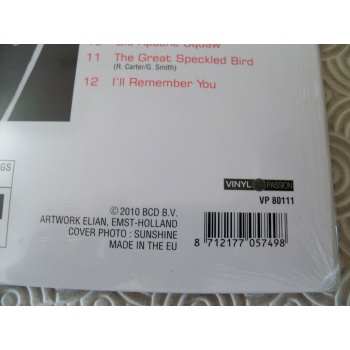 11 The Great Speckled Bird
(R. Carter/G. Smith)
12 I'll Remember You
GS
VINYL PASSION
VP 80111
© 2010 BCD B.V.
ARTWORK ELIAN, EMST-HOLLAND
COVER PHOTO : SUNSHINE
MADE IN THE EU
8 712177 057498